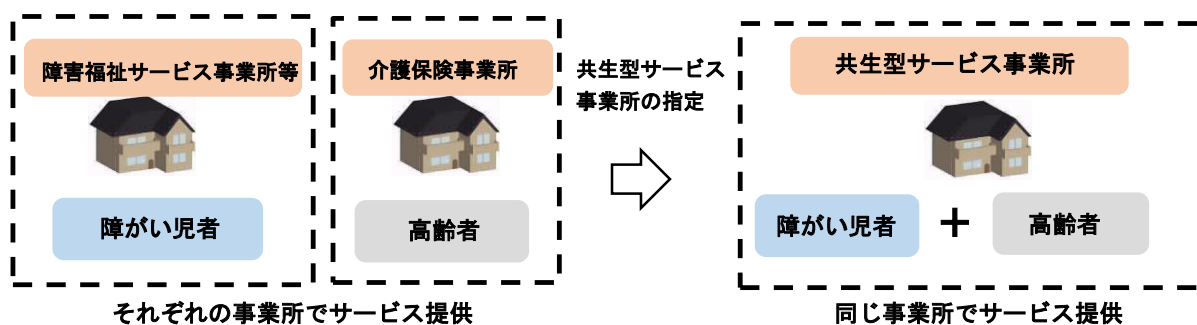 障害福祉サービス事業所等
障がい児者
介護保険事業所
高齢者
それぞれの事業所でサービス提供
共生型サービス
事業所の指定
共生型サービス事業所
障がい児者 + 高齢者
同じ事業所でサービス提供